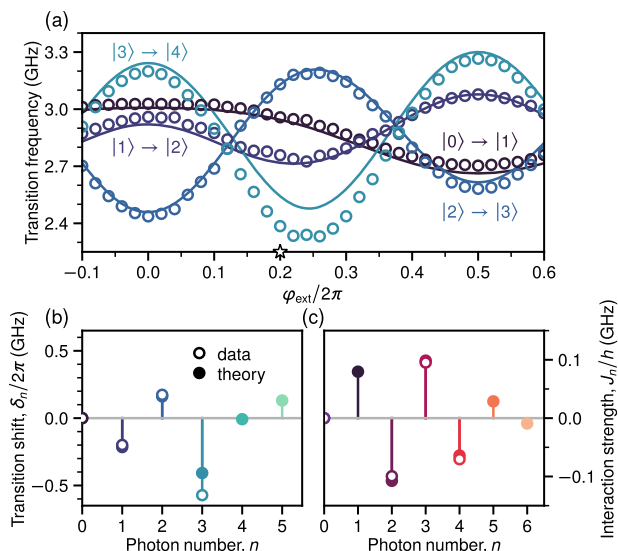 (a)
Transition frequency (GHz)
3.3
3.0
2.7
2.4
|3⟩ → |4⟩
|1⟩ → |2⟩
|0⟩ → |1⟩
|2⟩ → |3⟩
−0.1 0.0 0.1 0.2 0.3 0.4 0.5 0.6
φext/2π
(b)
Transition shift, δn/2π (GHz)
0.5
0.0
−0.5
data
theory
0 1 2 3 4 5
Photon number, n
(c)
0.1
0.0
−0.1
Interaction strength, Jn/h (GHz)
0 1 2 3 4 5 6
Photon number, n